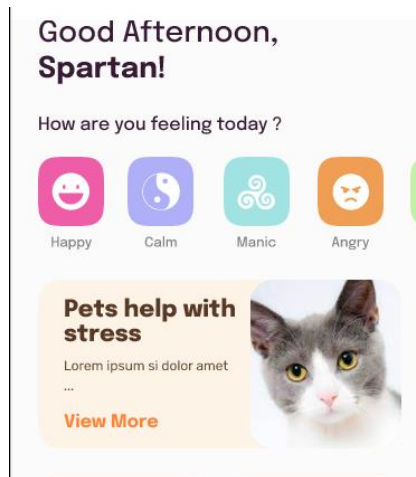 Good Afternoon,
Spartan!
How are you feeling today ?
Happy Calm Manic Angry
Pets help with
stress
Lorem ipsum si dolor amet
...
View More